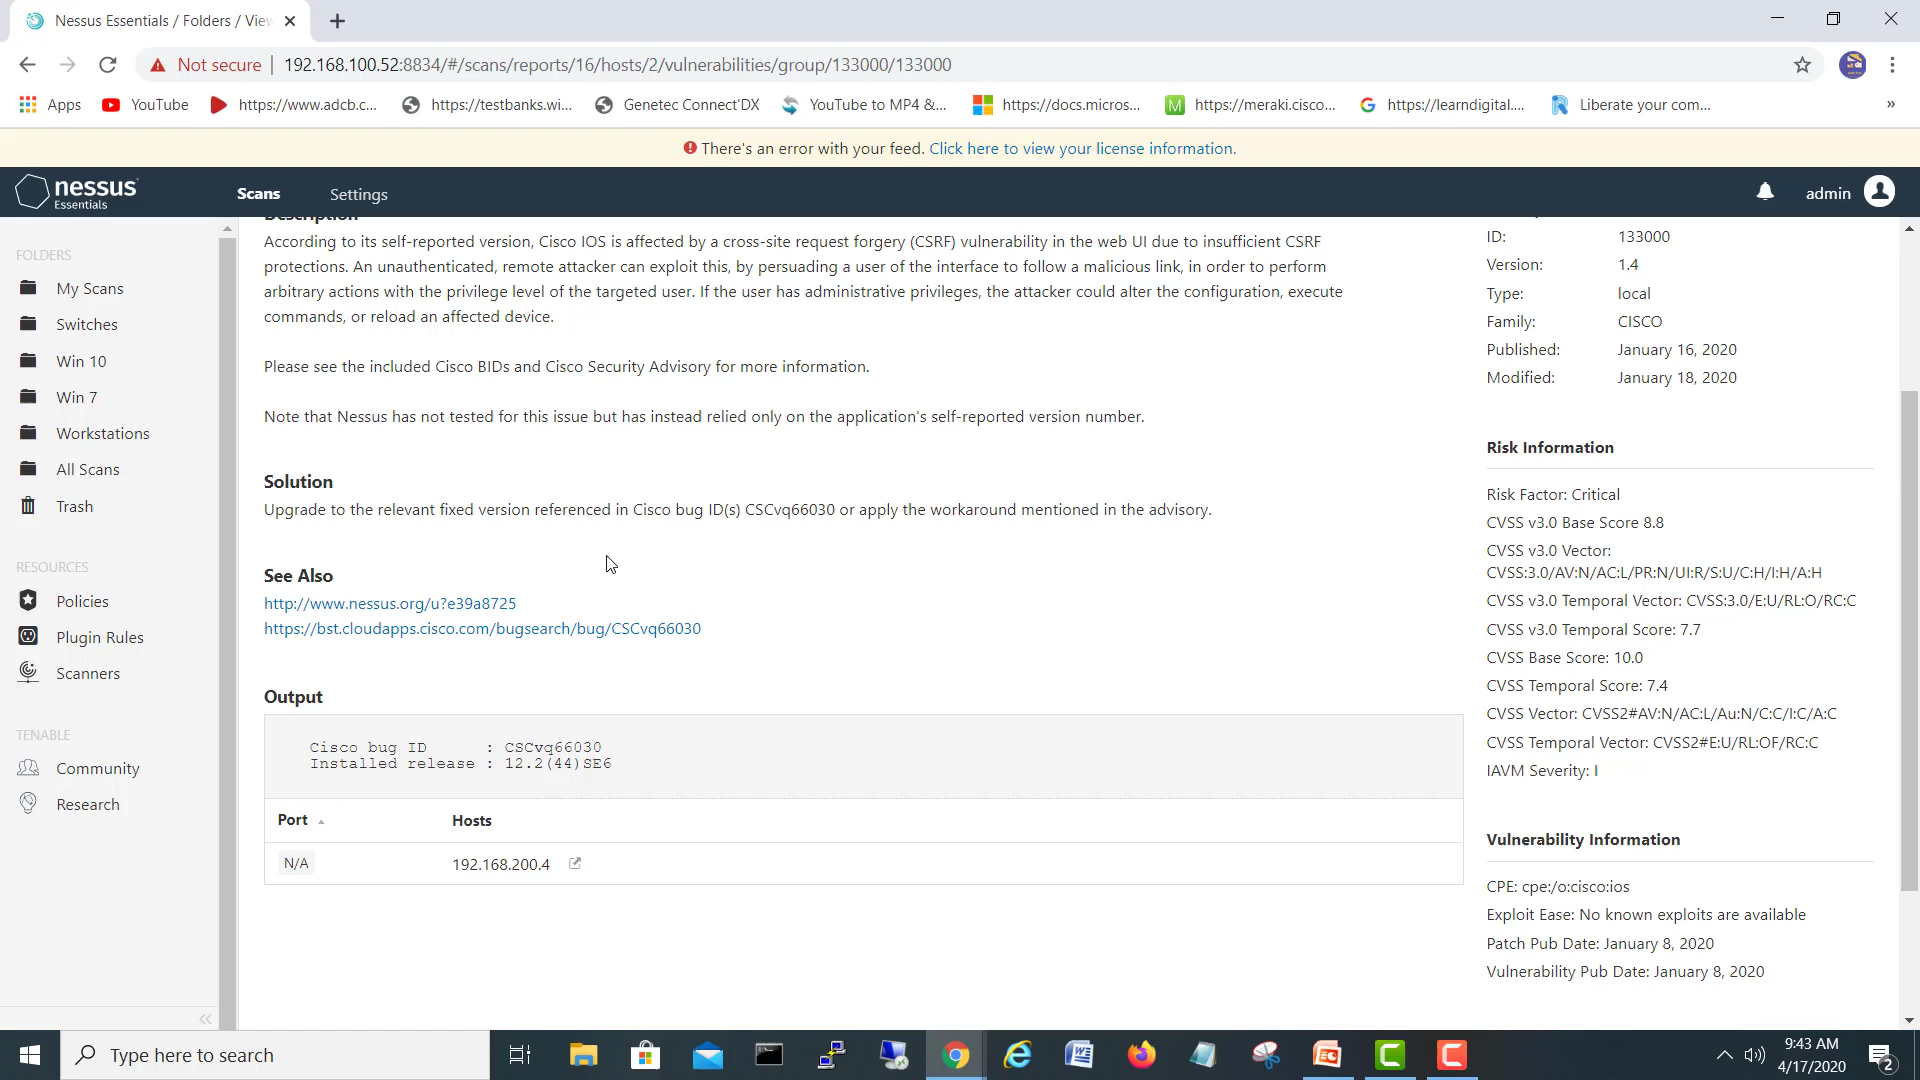 Nessus Essentials / Folders / Vie
Not secure | 192.168.100.52:8834/#/scans/reports/16/hosts/2/vulnerabilities/group/133000/133000
Apps YouTube https://www.adcb.c... https://testbanks.wi... Genetec Connect'DX YouTube to MP4 &... https://docs.micros... https://meraki.cisco... https://learndigital.... Liberate your com... »
There's an error with your feed. Click here to view your license information.
nessus
Essentials
Scans Settings admin
FOLDERS
My Scans
Switches
Win 10
Win 7
Workstations
All Scans
Trash
RESOURCES
Policies
Plugin Rules
Scanners
TENABLE
Community
Research
Description
According to its self-reported version, Cisco IOS is affected by a cross-site request forgery (CSRF) vulnerability in the web UI due to insufficient CSRF
protections. An unauthenticated, remote attacker can exploit this, by persuading a user of the interface to follow a malicious link, in order to perform
arbitrary actions with the privilege level of the targeted user. If the user has administrative privileges, the attacker could alter the configuration, execute
commands, or reload an affected device.
Please see the included Cisco BIDs and Cisco Security Advisory for more information.
Note that Nessus has not tested for this issue but has instead relied only on the application's self-reported version number.
Solution
Upgrade to the relevant fixed version referenced in Cisco bug ID(s) CSCvq66030 or apply the workaround mentioned in the advisory.
See Also
http://www.nessus.org/u?e39a8725
https://bst.cloudapps.cisco.com/bugsearch/bug/CSCvq66030
Output
Cisco bug ID : CSCvq66030
Installed release : 12.2(44)SE6
Port Hosts
N/A 192.168.200.4
ID: 133000
Version: 1.4
Type: local
Family: CISCO
Published: January 16, 2020
Modified: January 18, 2020
Risk Information
Risk Factor: Critical
CVSS v3.0 Base Score 8.8
CVSS v3.0 Vector:
CVSS:3.0/AV:N/AC:L/PR:N/UI:R/S:U/C:H/I:H/A:H
CVSS v3.0 Temporal Vector: CVSS:3.0/E:U/RL:O/RC:C
CVSS v3.0 Temporal Score: 7.7
CVSS Base Score: 10.0
CVSS Temporal Score: 7.4
CVSS Vector: CVSS2#AV:N/AC:L/Au:N/C:C/I:C/A:C
CVSS Temporal Vector: CVSS2#E:U/RL:OF/RC:C
IAVM Severity: I
Vulnerability Information
CPE: cpe:/o:cisco:ios
Exploit Ease: No known exploits are available
Patch Pub Date: January 8, 2020
Vulnerability Pub Date: January 8, 2020
Type here to search
9:43 AM
4/17/2020
2